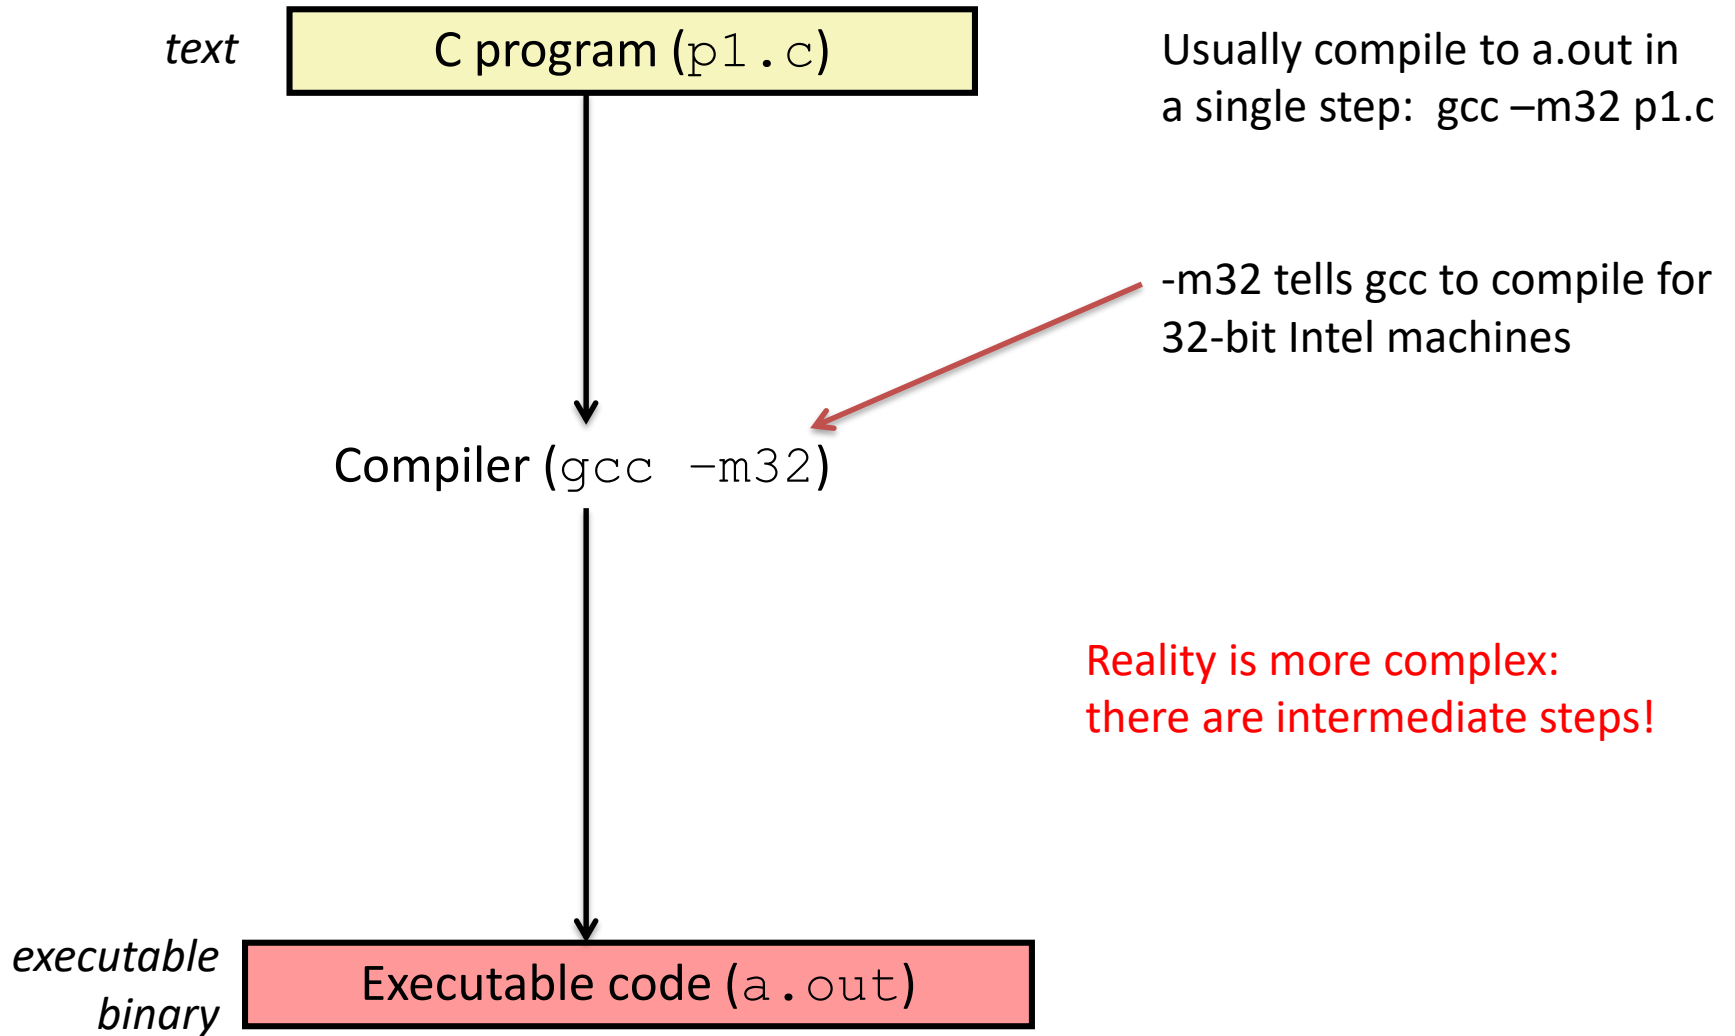 text
C program (p1.c)
Usually compile to a.out in
a single step:  gcc –m32 p1.c
-m32 tells gcc to compile for
32-bit Intel machines
Compiler (gcc –m32)
Reality is more complex:
there are intermediate steps!
executable
binary
Executable code (a.out)